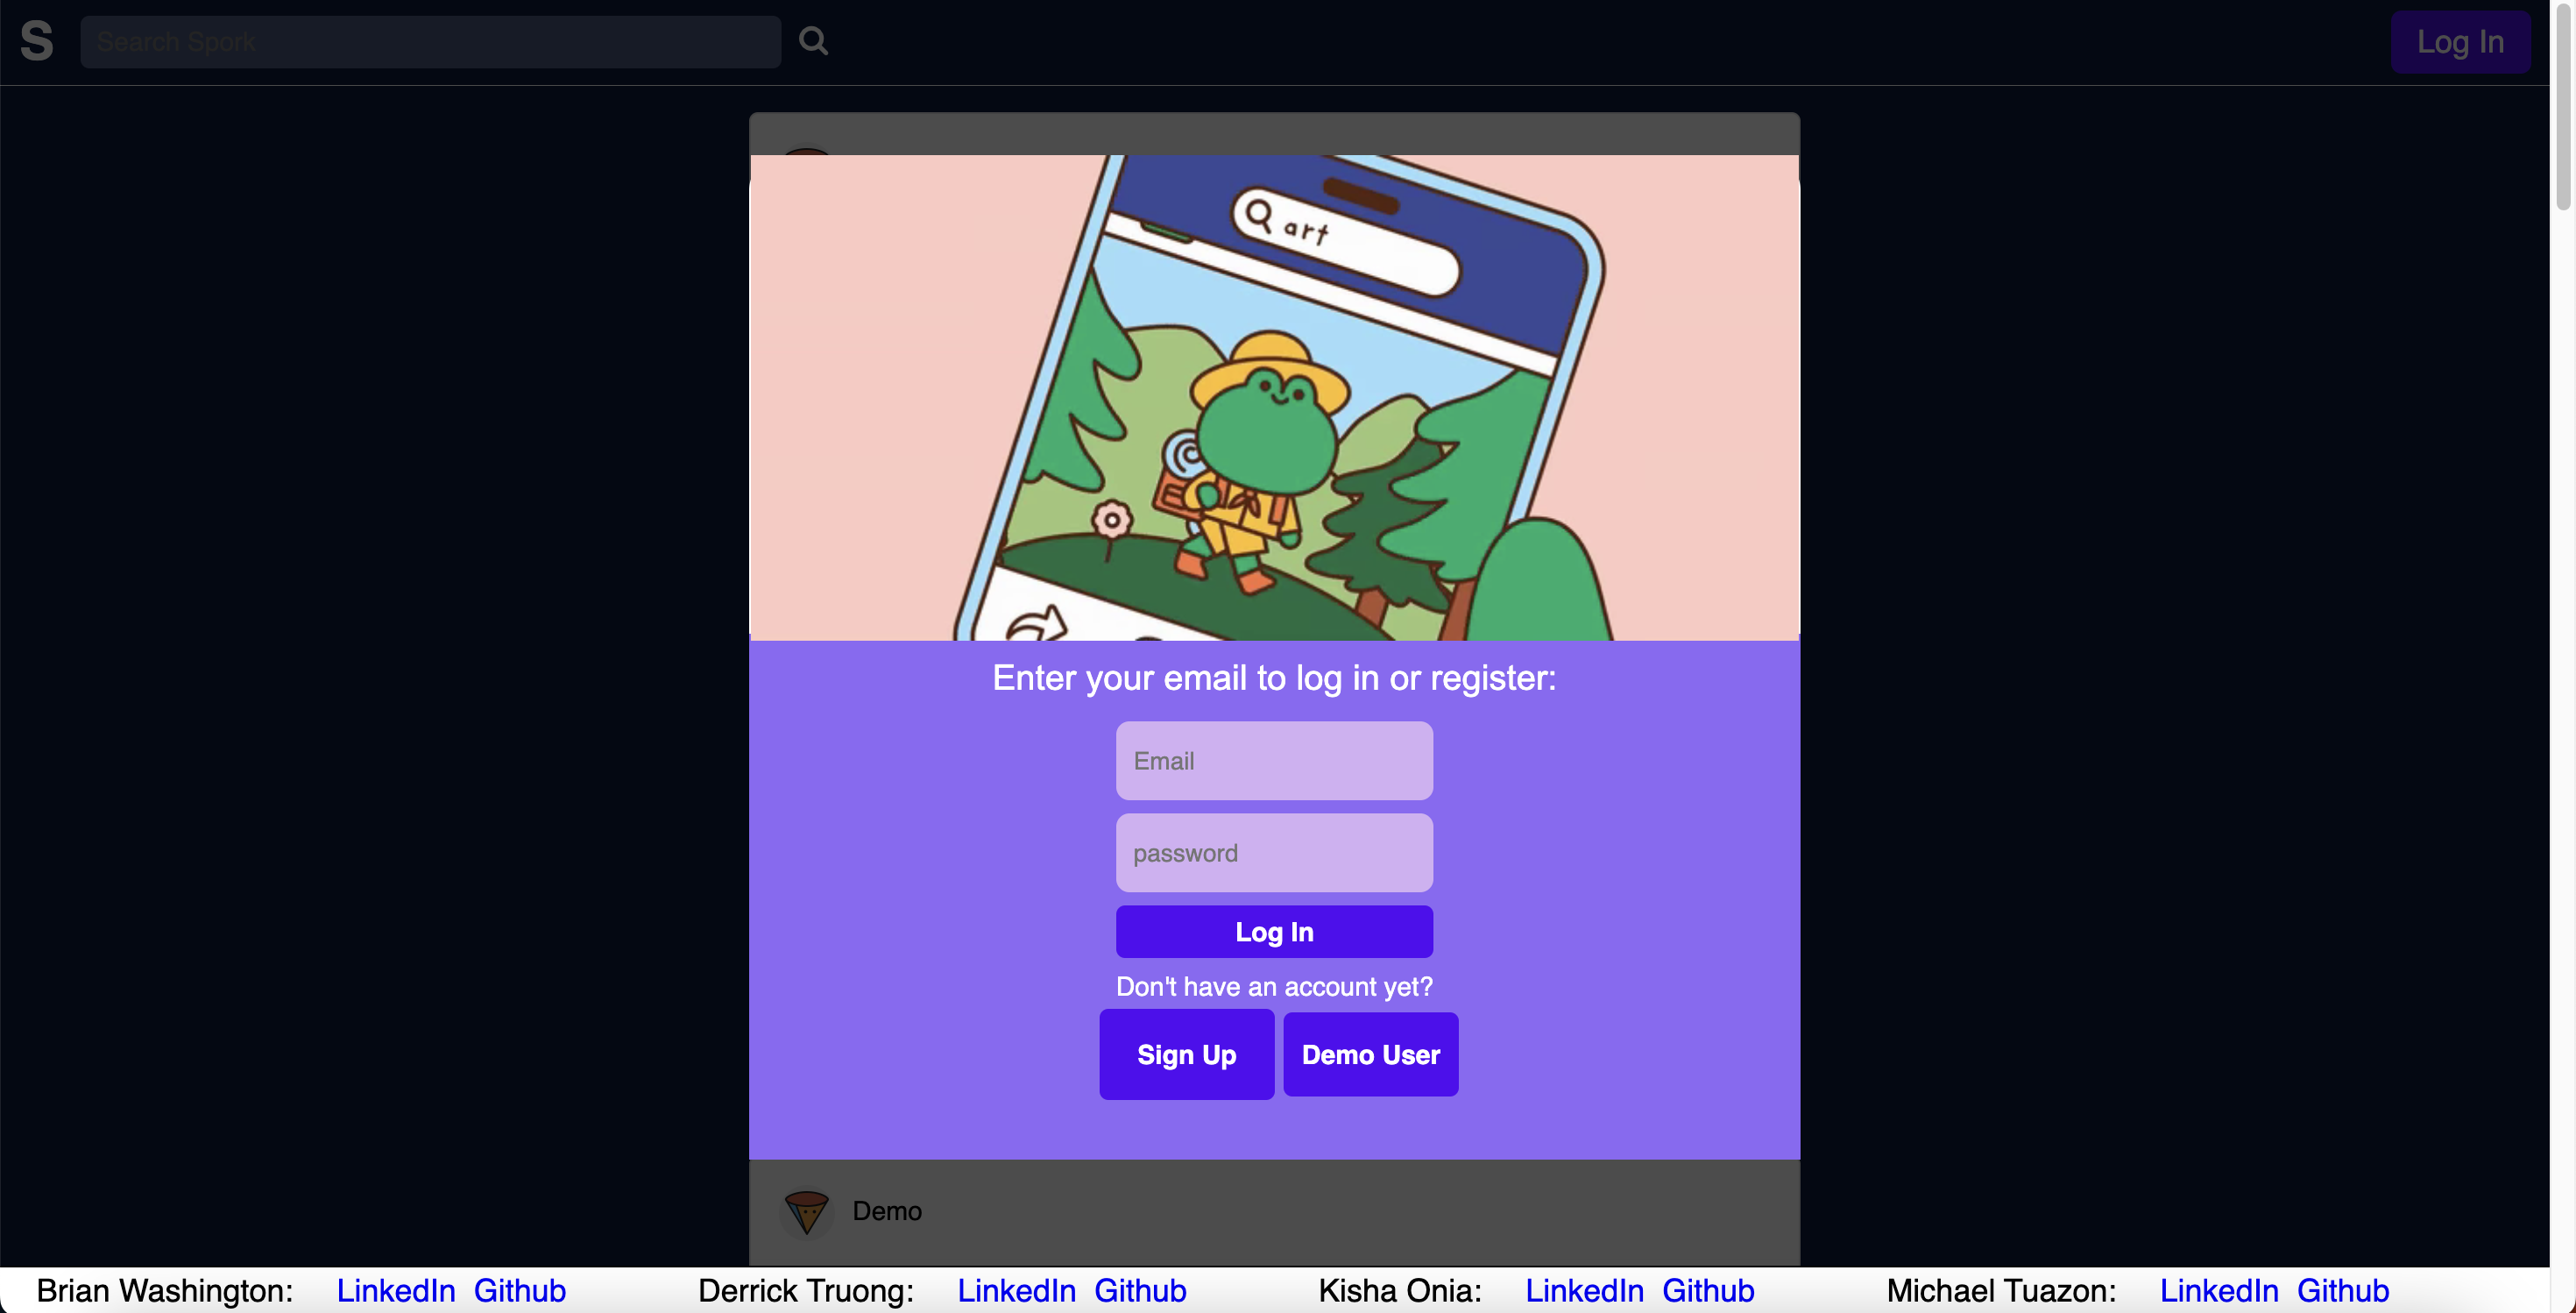 S Search Spork Log In
art
Enter your email to log in or register:
Email
password
Log In
Don't have an account yet?
Sign Up Demo User
Demo
Brian Washington: LinkedIn Github Derrick Truong: LinkedIn Github Kisha Onia: LinkedIn Github Michael Tuazon: LinkedIn Github